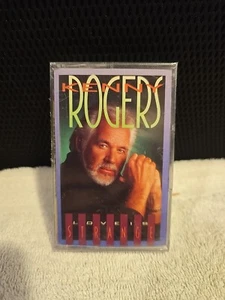 KENNY
ROGERS
LOVE IS
STRANGE